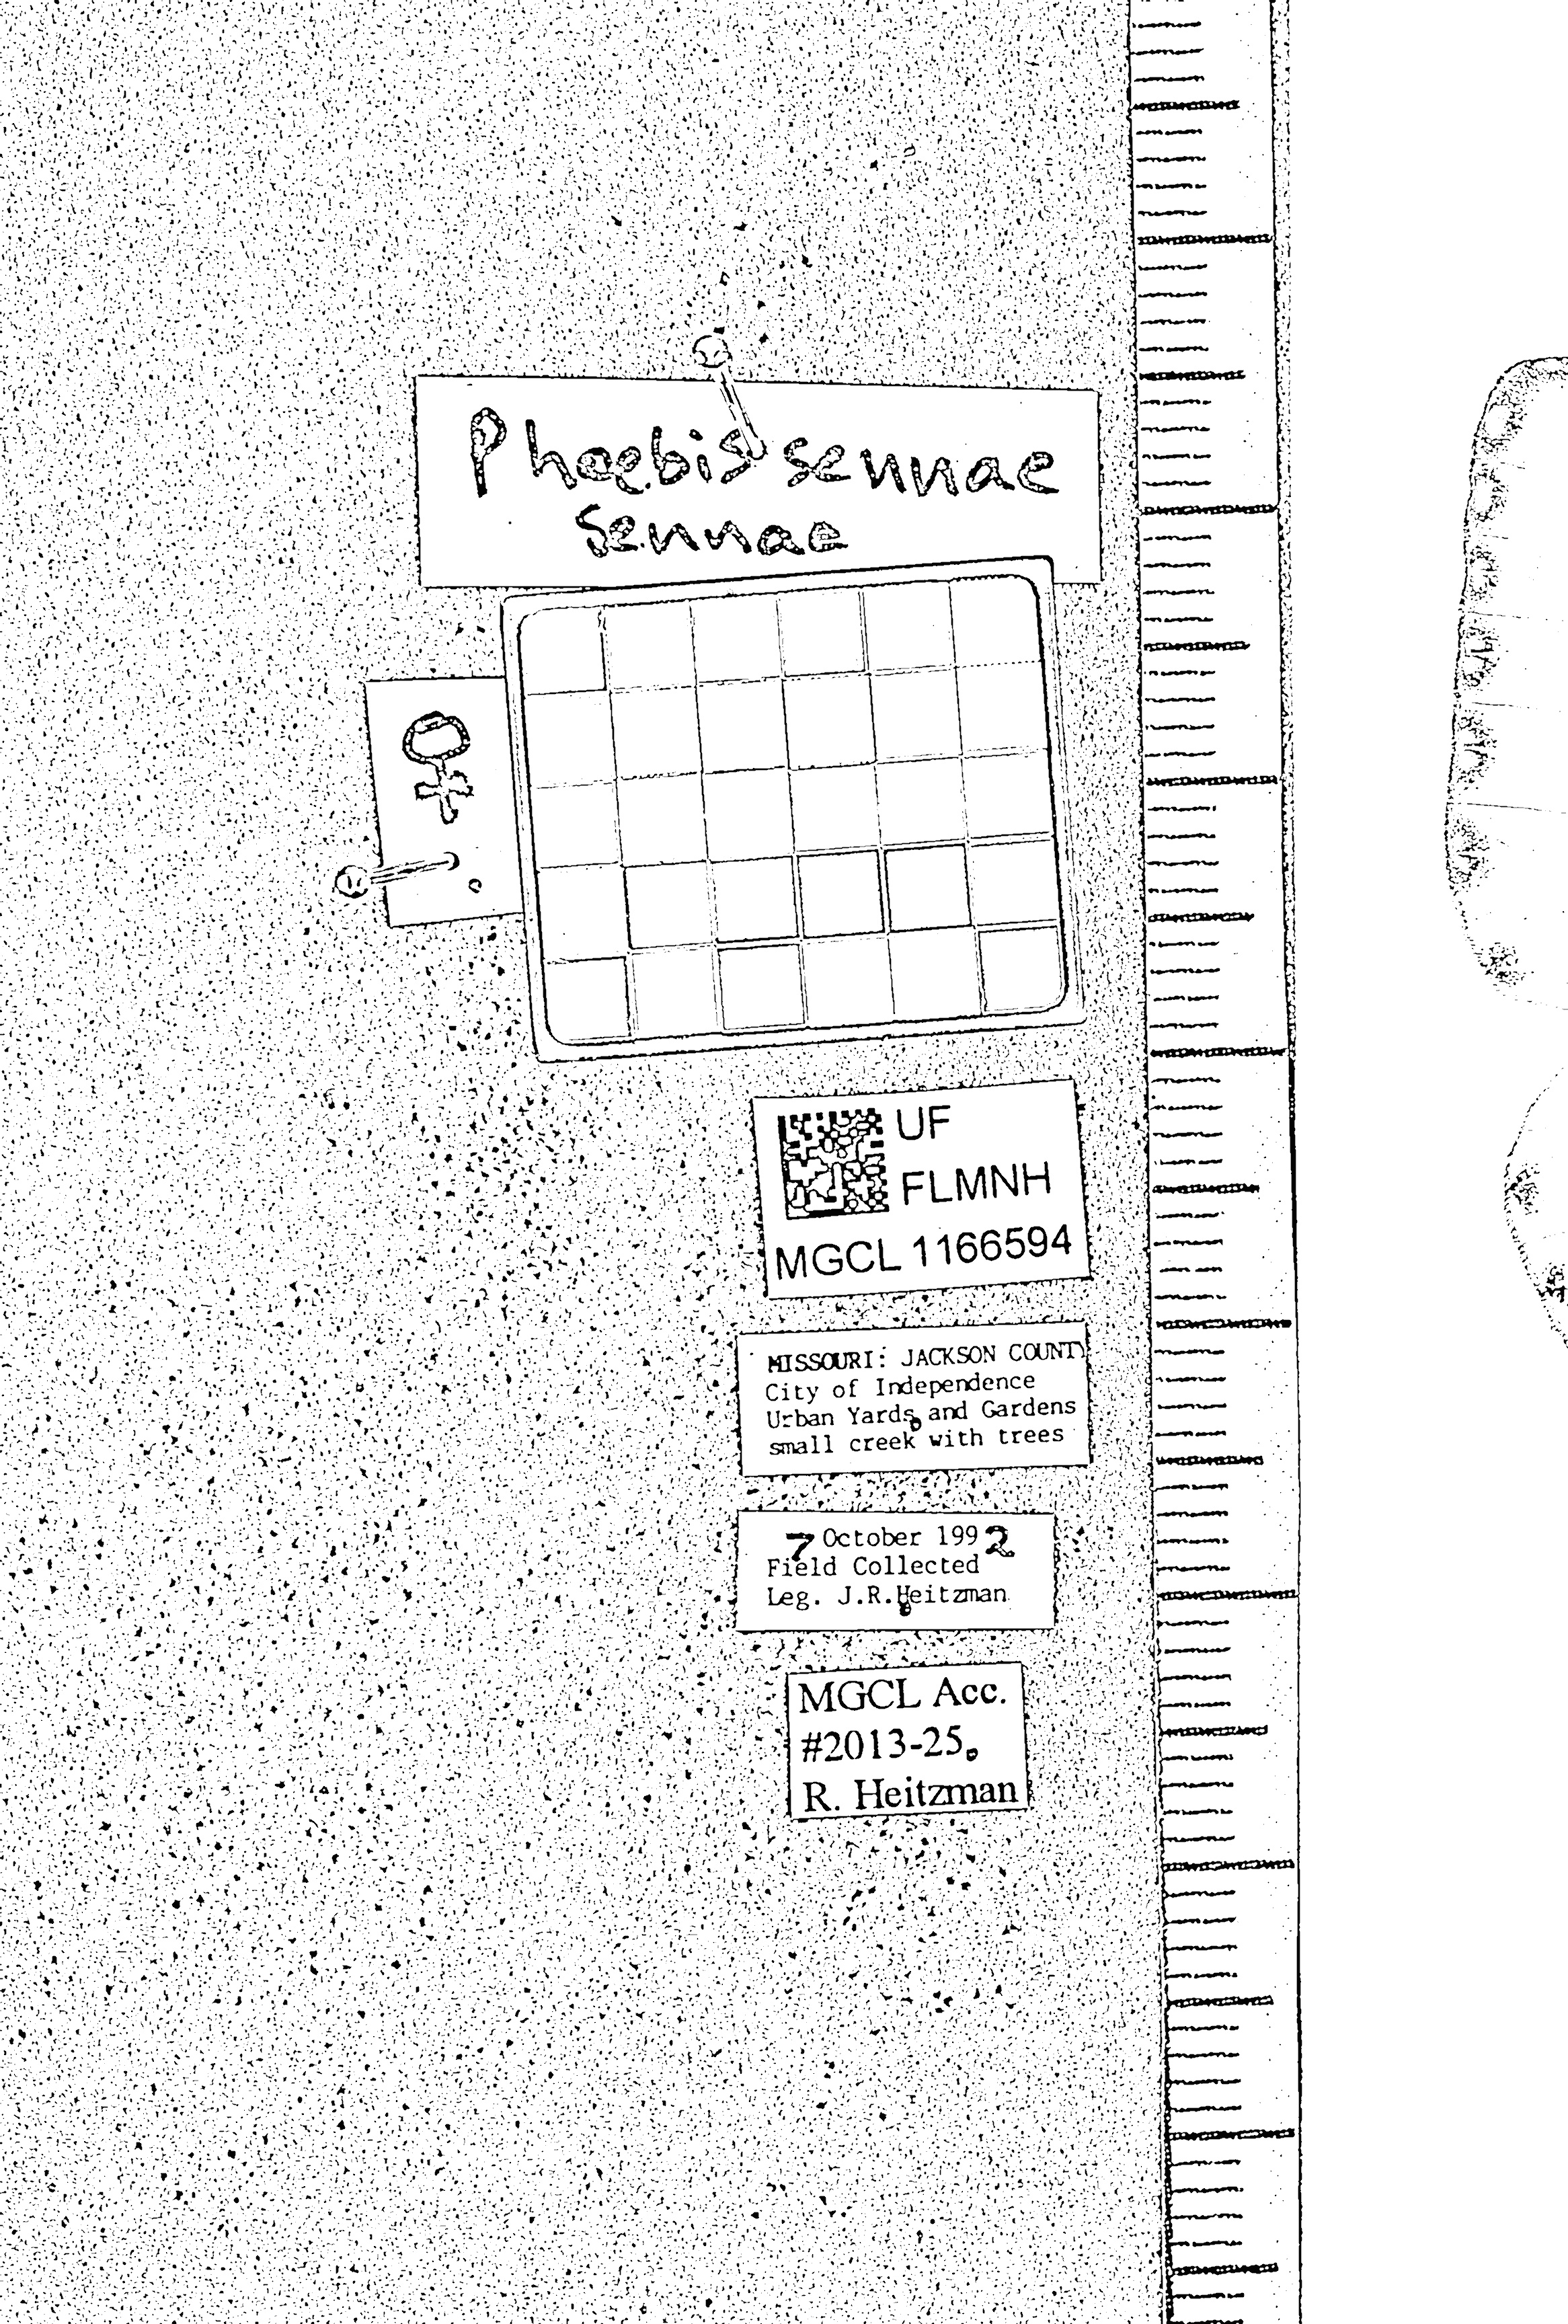 Phoebis sennae
sennae
♀
UF
FLMNH
MGCL 1166594
MISSOURI: JACKSON COUNTY
City of Independence
Urban Yards and Gardens
small creek with trees
7 October 1992
Field Collected
Leg. J.R.Heitzman
MGCL Acc.
#2013-25
R. Heitzman